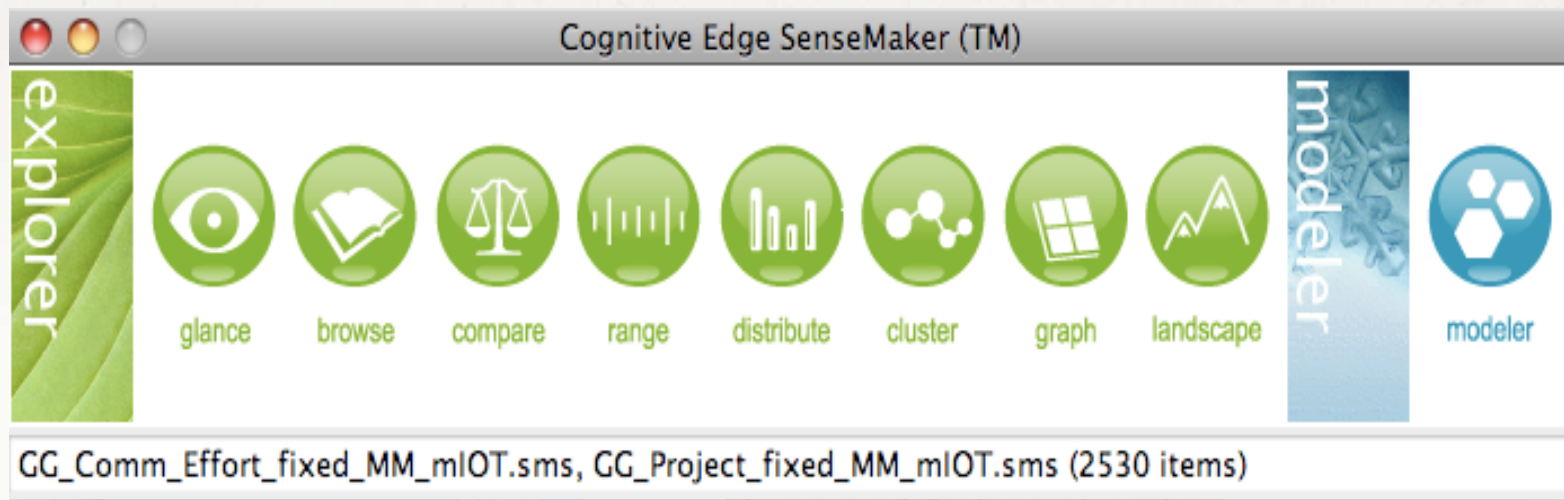 Cognitive Edge SenseMaker (TM)
explorer
glance
browse
compare
range
distribute
cluster
graph
landscape
modeler
modeler
GG_Comm_Effort_fixed_MM_mIOT.sms, GG_Project_fixed_MM_mIOT.sms (2530 items)